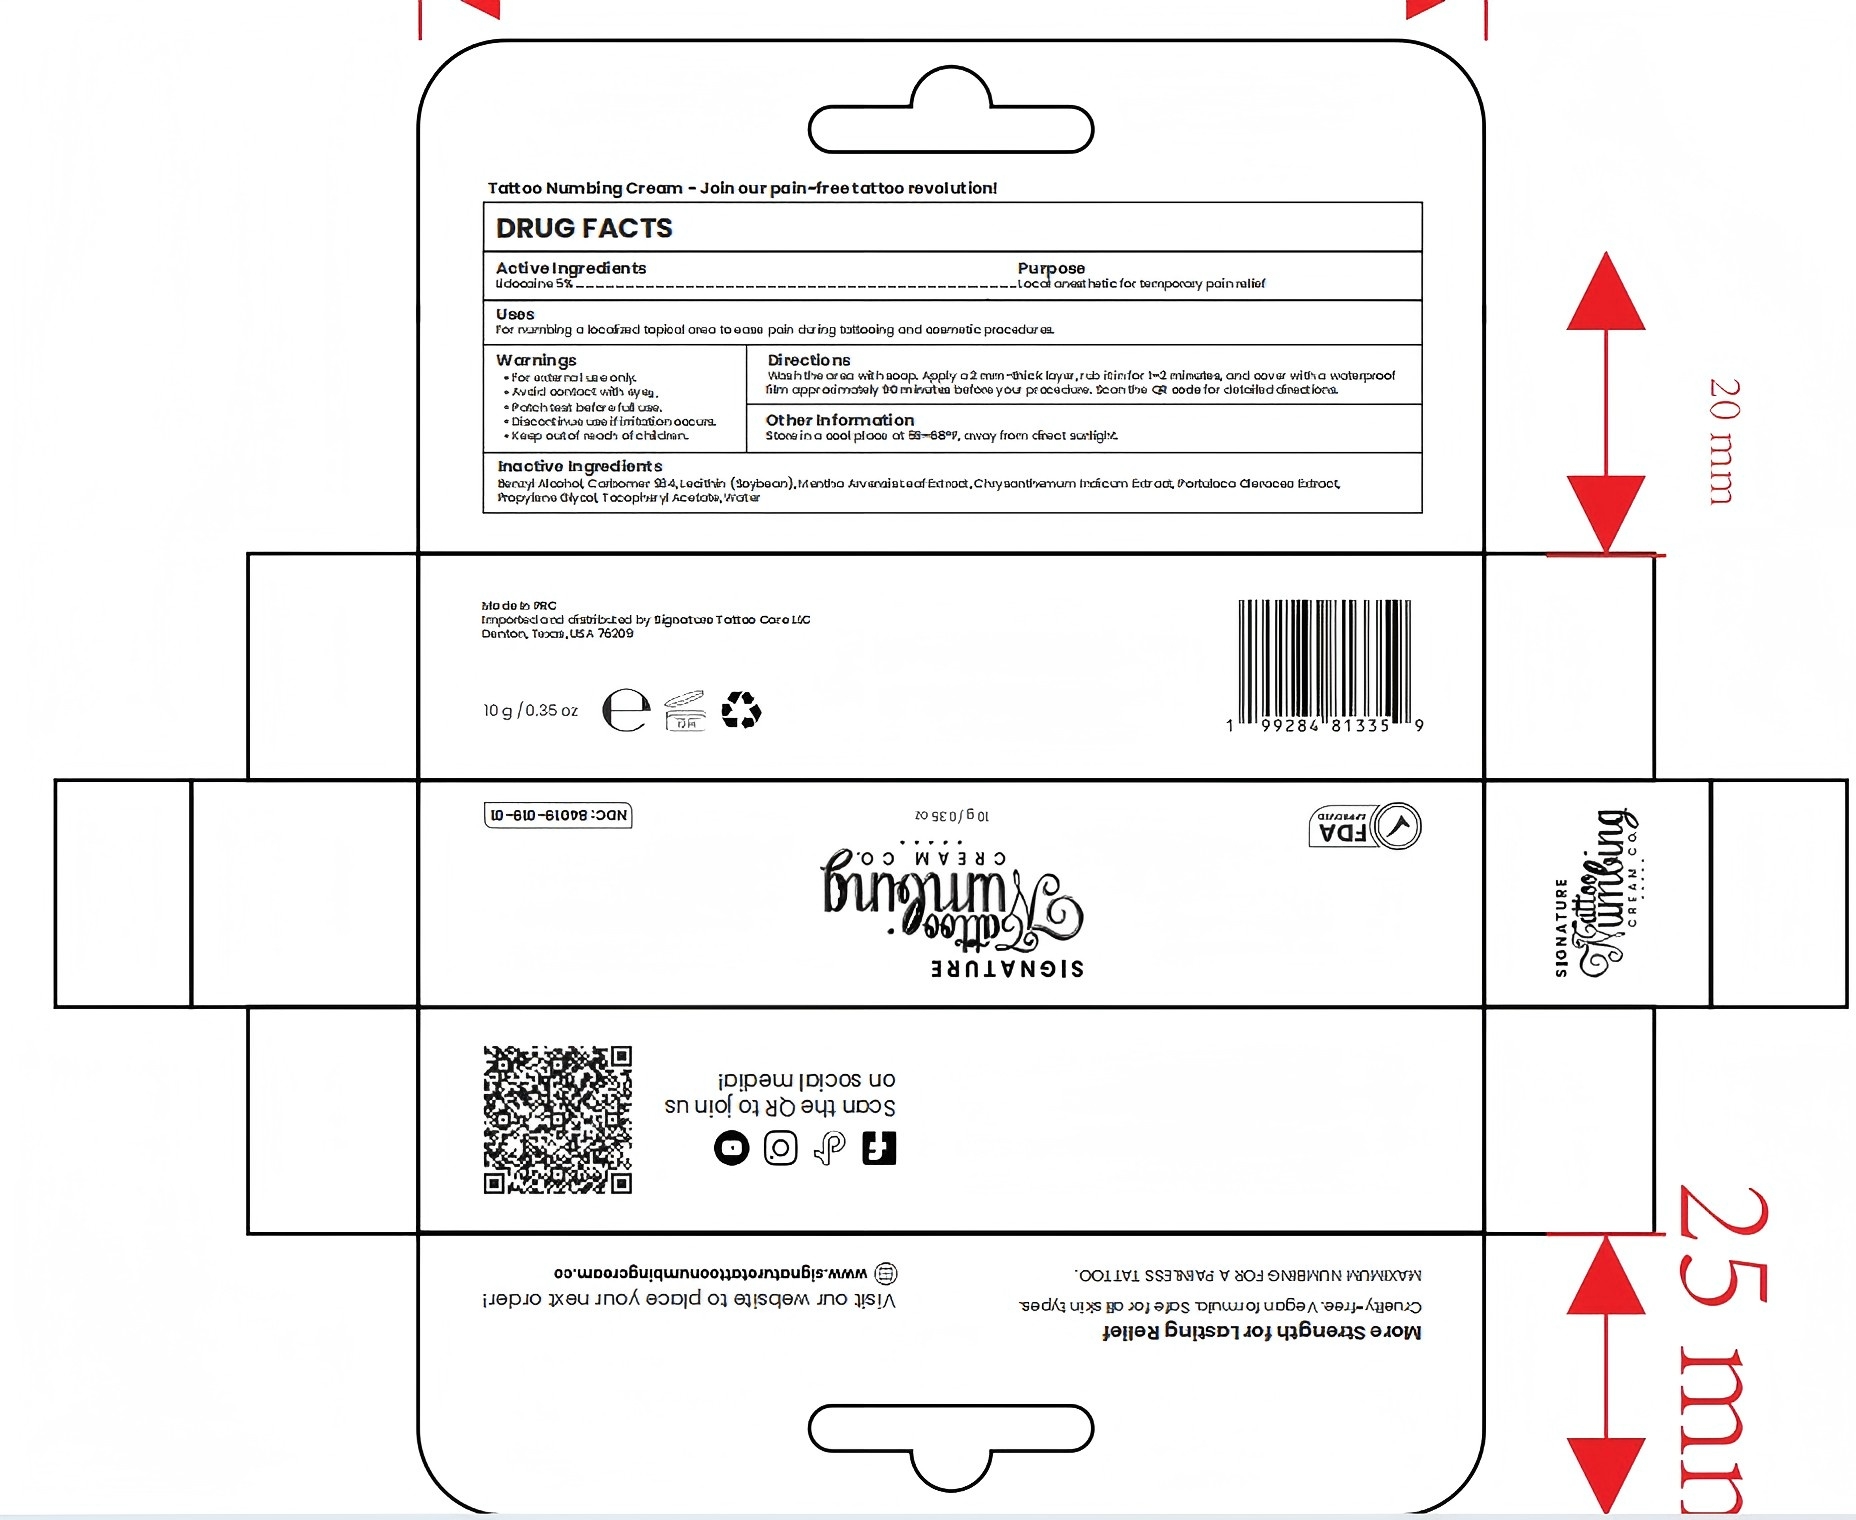 Tattoo Numbing Cream - Join our pain-free tattoo revolution!
DRUG FACTS
Active Ingredients
Purpose
Lidocaine 5%
Local anesthetic for temporary pain relief
Uses
For numbing a localized topical area to ease pain during tattooing and cosmetic procedures.
Warnings
• For external use only.
• Avoid contact with eyes.
• Patch test before full use.
• Discontinue use if irritation occurs.
• Keep out of reach of children.
Directions
Wash the area with soap. Apply a 2 mm-thick layer, rub it in for 1-2 minutes, and cover with a waterproof
film approximately 90 minutes before your procedure. Scan the QR code for detailed directions.
Other Information
Store in a cool place at 59-68°F, away from direct sunlight.
Inactive Ingredients
Benzyl Alcohol, Carbomer 934, Lecithin (Soybean), Mentha Arvensis Leaf Extract, Chrysanthemum Indicum Extract, Portulaca Oleracea Extract,
Propylene Glycol, Tocopheryl Acetate, Water
20 mm
Made in PRC
Imported and distributed by Signature Tattoo Care LLC
Denton, Texas, USA 76209
10 g / 0.35 oz
1 99284 81335 9
SIGNATURE
Tattoo
Numbing
CREAM CO.
10 g / 0.35 oz
FDA
APPROVED
NDC: 84019-019-01
SIGNATURE
Tattoo
Numbing
CREAM CO.
Scan the QR to join us
on social media!
More Strength for Lasting Relief
Cruelty-free. Vegan formula. Safe for all skin types.
MAXIMUM NUMBING FOR A PAINLESS TATTOO.
Visit our website to place your next order!
www.signaturetattoonumbingcream.co
25 mm